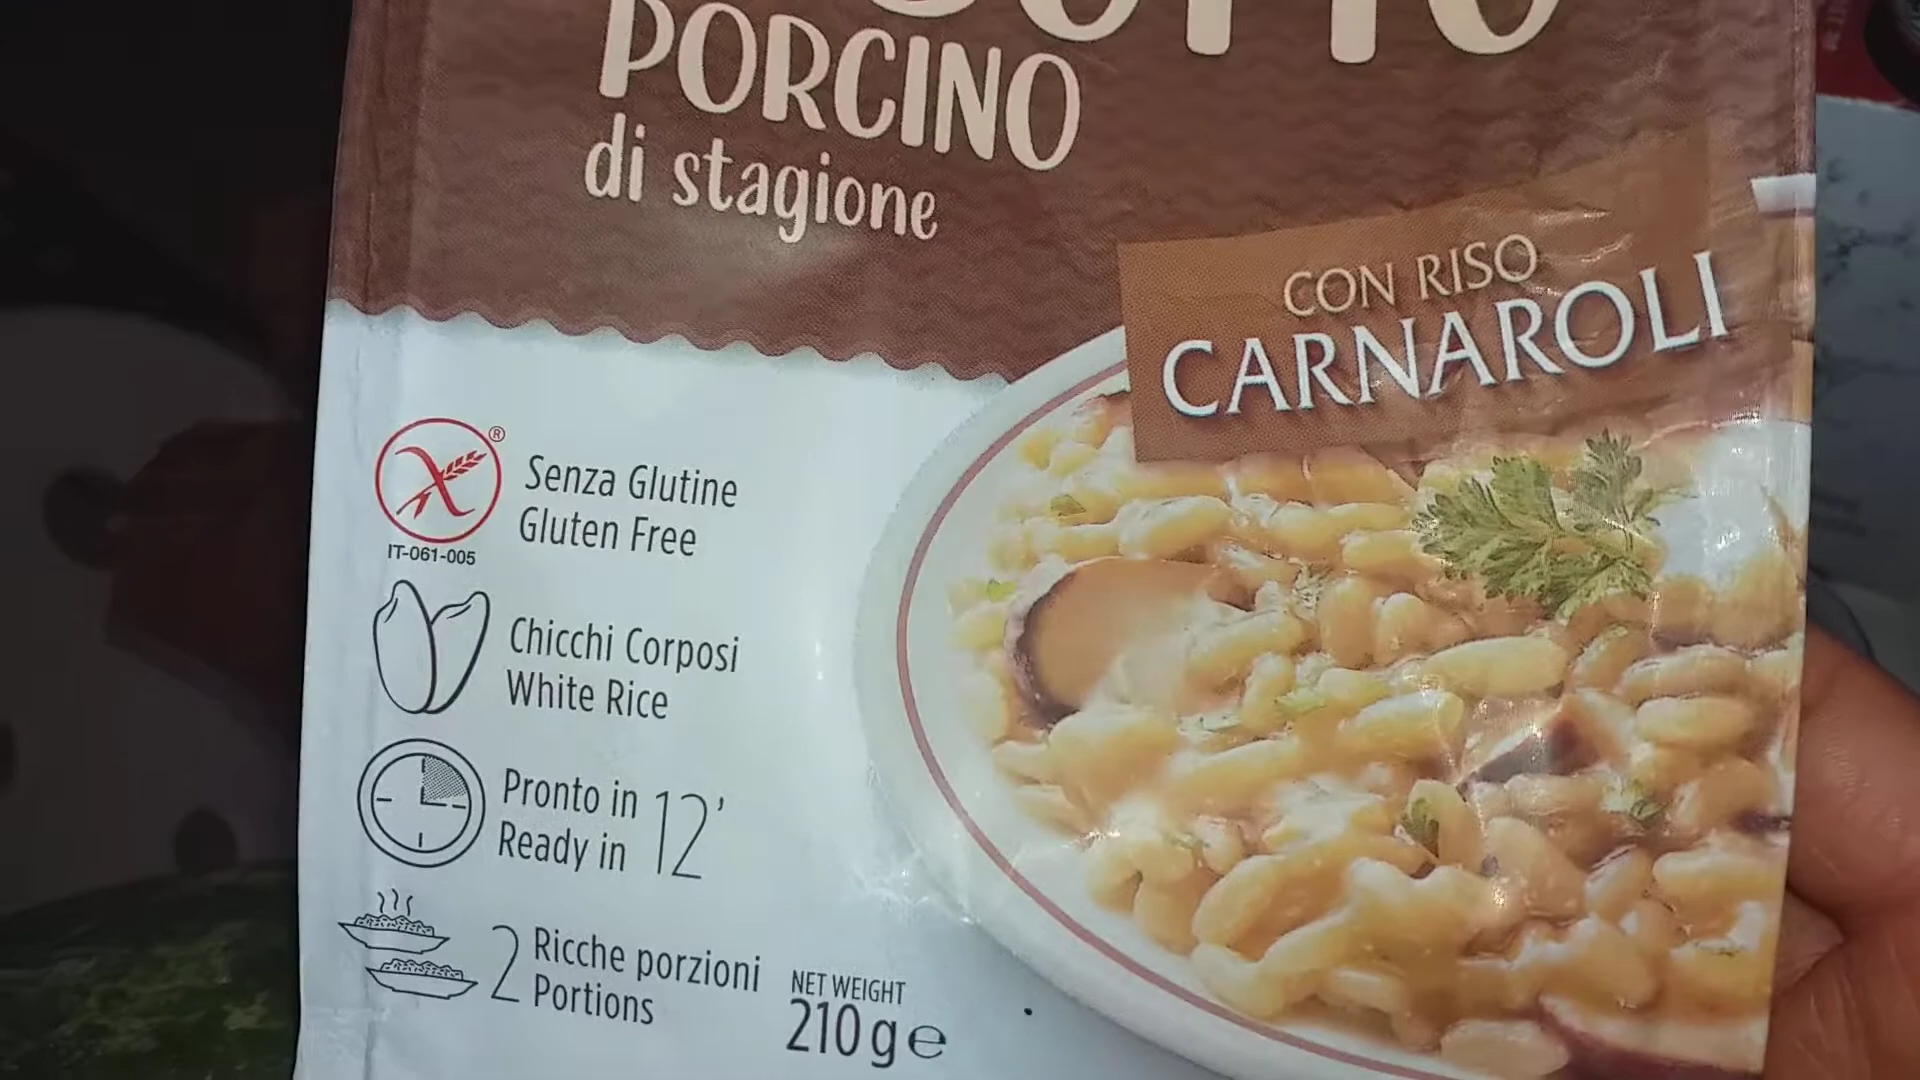 PORCINO
di stagione
CON RISO
CARNAROLI
®
Senza Glutine
Gluten Free
IT-061-005
Chicchi Corposi
White Rice
Pronto in 12'
Ready in
2 Ricche porzioni
Portions
NET WEIGHT
210 g e